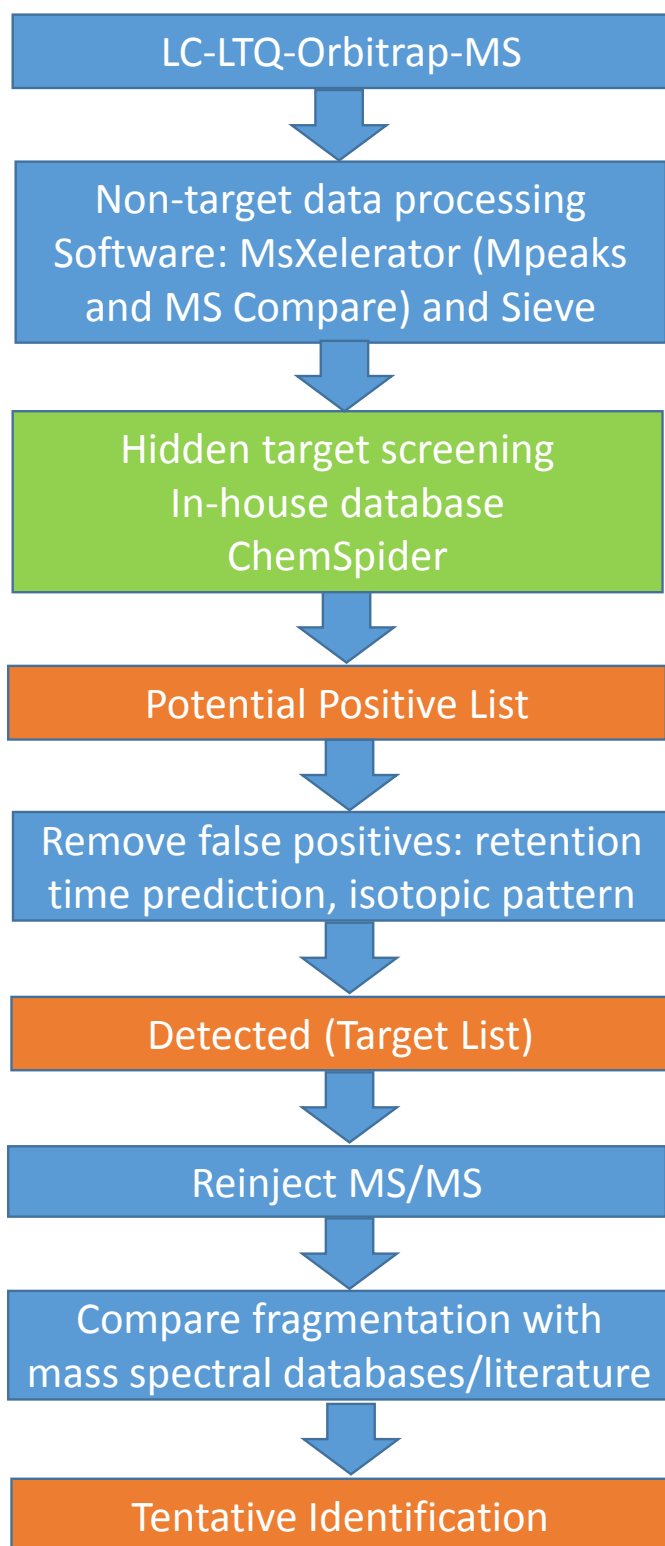 LC-LTQ-Orbitrap-MS
Non-target data processing
Software: MsXelerator (Mpeaks
and MS Compare) and Sieve
Hidden target screening
In-house database
ChemSpider
Potential Positive List
Remove false positives: retention
time prediction, isotopic pattern
Detected (Target List)
Reinject MS/MS
Compare fragmentation with
mass spectral databases/literature
Tentative Identification